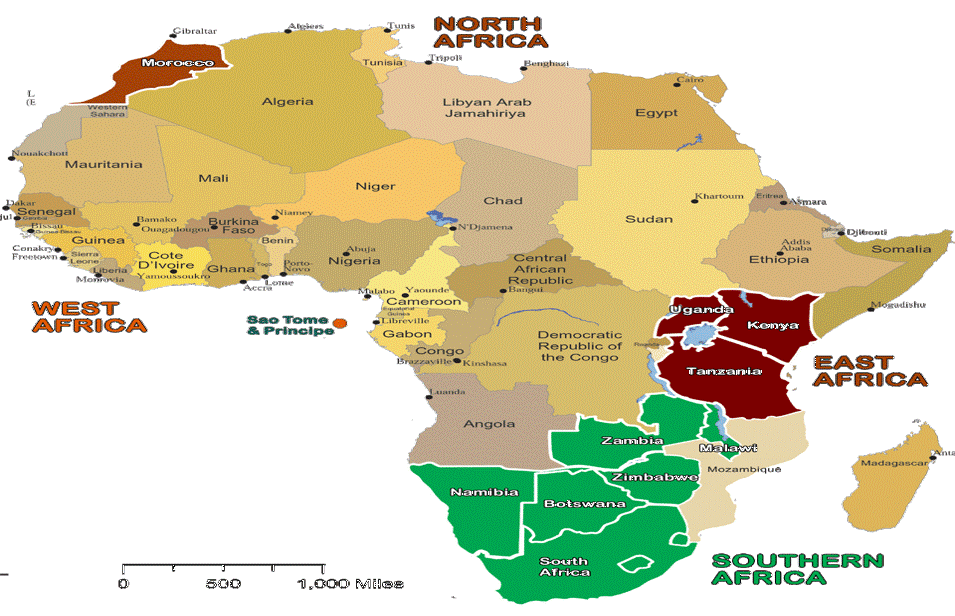 NORTH
AFRICA
Gibraltar
Algiers
Tunis
Morocco
Tunisia
Tripoli
Benghazi
Cairo
L
(E
Western
Sahara
Algeria
Libyan Arab
Jamahiriya
Egypt
Nouakchott
Mauritania
Mali
Niger
Chad
Sudan
Khartoum
Eritrea
Asmara
Dakar
Senegal
Gambia
jul
Bissau
Guinea-Bissau
Bamako
Ouagadougou
Burkina
Faso
Niamey
N'Djamena
Djibouti
Djibouti
Guinea
Conakry
Freetown
Sierra
Leone
Cote
D'Ivoire
Yamoussoukro
Ghana
Togo
Benin
Porto-
Novo
Nigeria
Abuja
Addis
Ababa
Ethiopia
Somalia
Liberia
Monrovia
Accra
Lome
Central
African
Republic
Bangui
WEST
AFRICA
Malabo
Yaounde
Cameroon
Equatorial
Guinea
Sao Tome
& Principe
Libreville
Gabon
Congo
Brazzaville
Kinshasa
Democratic
Republic of
the Congo
Uganda
Kenya
Mogadishu
Rwanda
Tanzania
EAST
AFRICA
Luanda
Angola
Zambia
Malawi
Mozambique
Madagascar
Anta
Namibia
Botswana
Zimbabwe
South
Africa
SOUTHERN
AFRICA
0
500
1,000 Miles